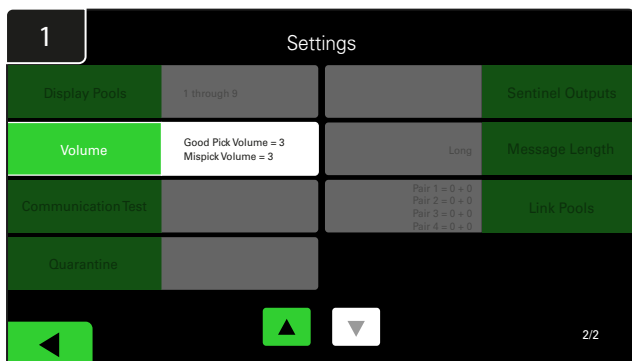 1
Settings
Display Pools
1 through 9
Sentinel Outputs
Volume
Good Pick Volume = 3
Mispick Volume = 3
Long
Message Length
Communication Test
Pair 1 = 0 + 0
Pair 2 = 0 + 0
Pair 3 = 0 + 0
Pair 4 = 0 + 0
Link Pools
Quarantine
2/2